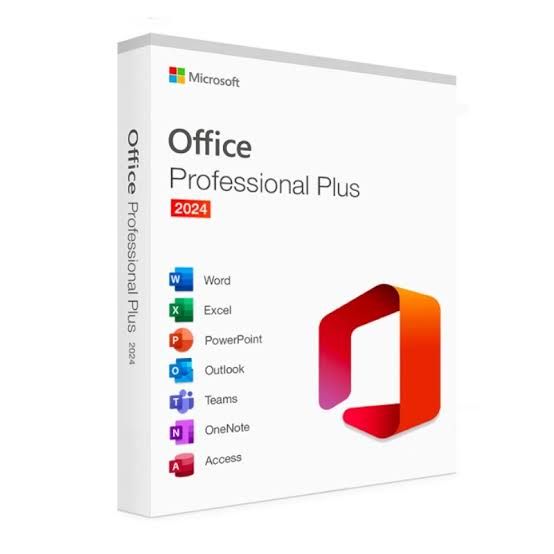 Microsoft
Office
Professional Plus
2024
W Word
X Excel
P PowerPoint
O Outlook
T Teams
N OneNote
A Access
Office Professional Plus 2024